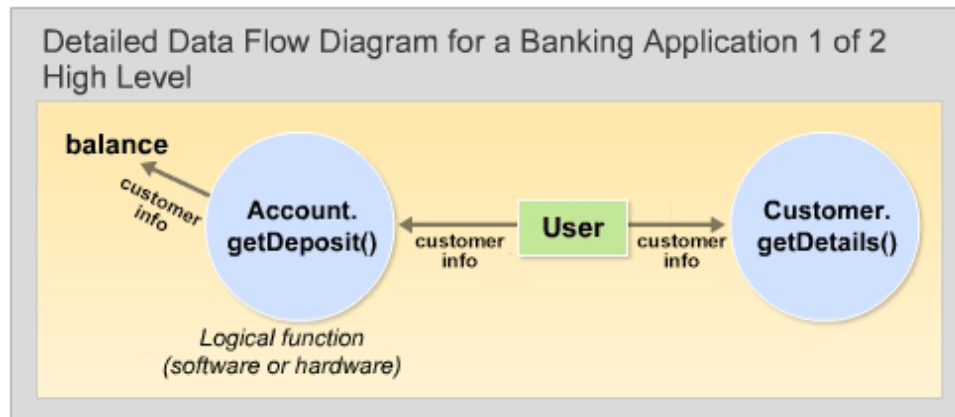 Detailed Data Flow Diagram for a Banking Application 1 of 2
High Level
balance
customer
info
Account.
getDeposit()
customer
info
User
customer
info
Customer.
getDetails()
Logical function
(software or hardware)